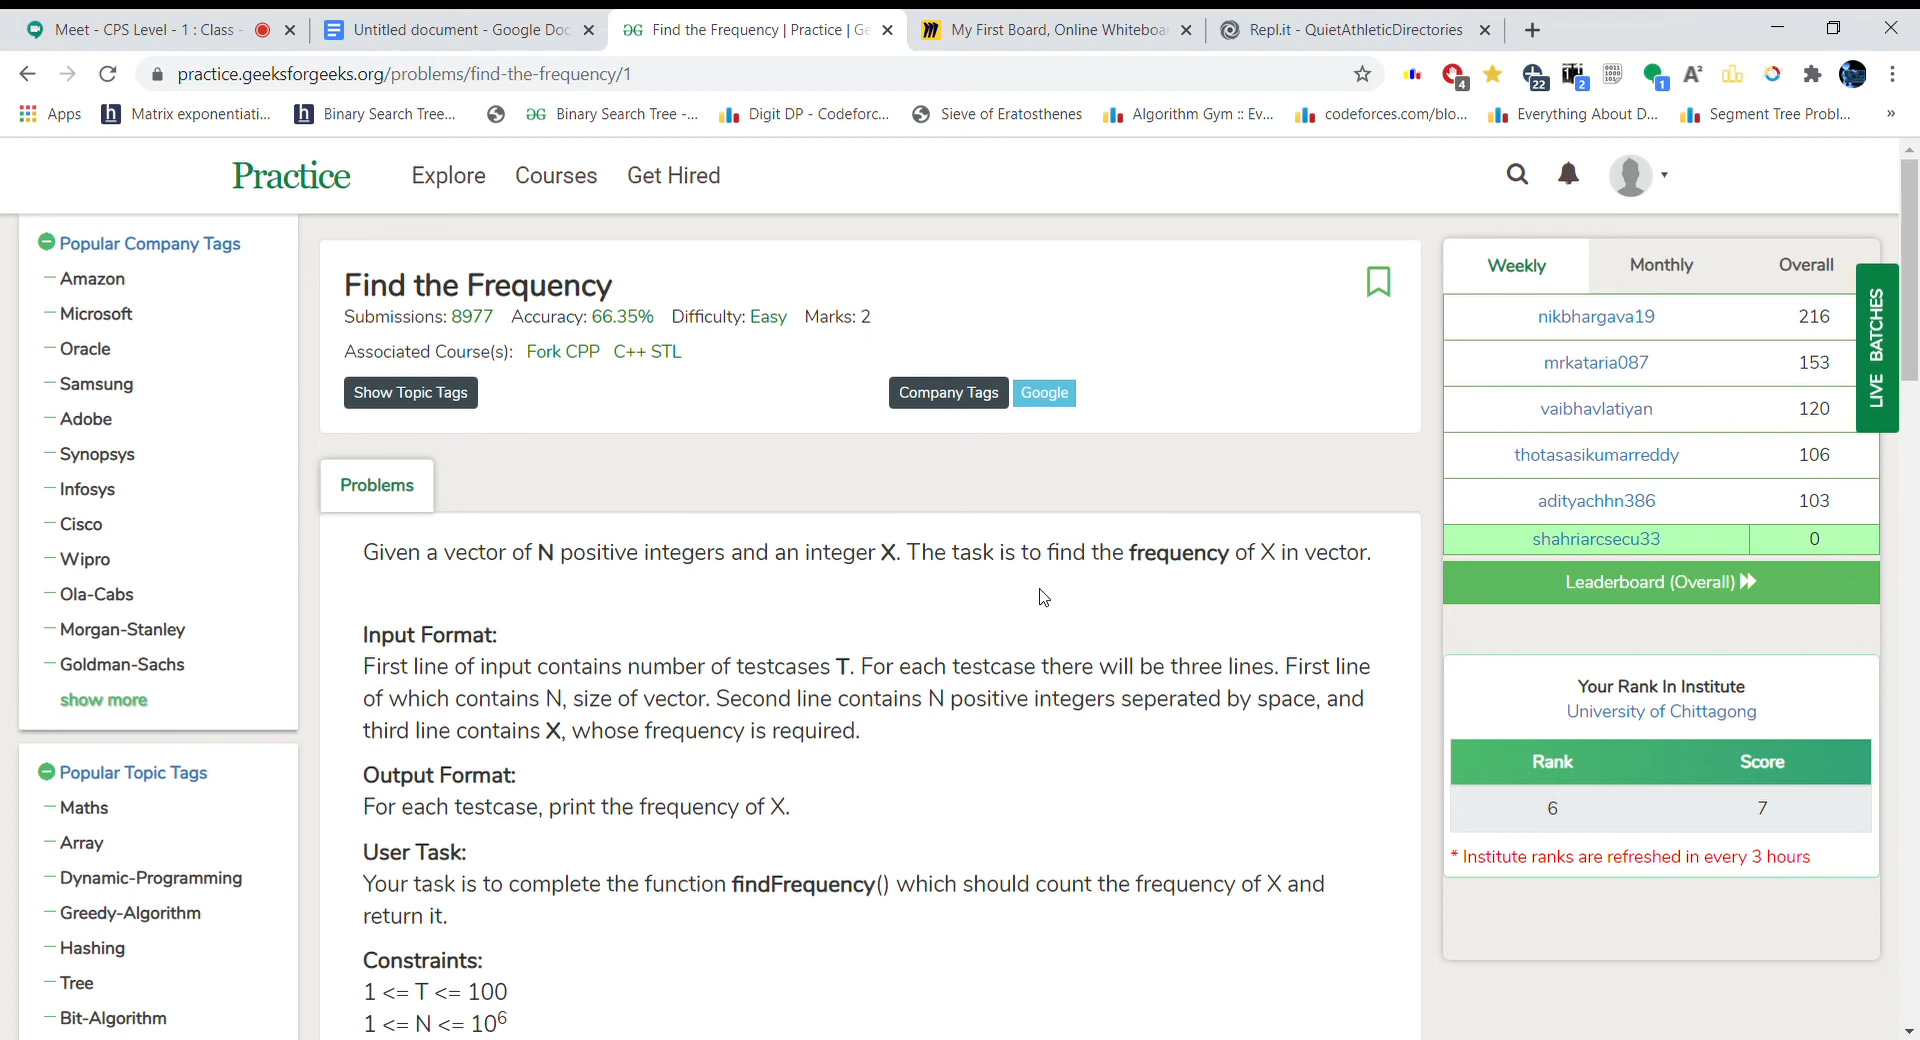 Meet - CPS Level - 1 : Class -
Untitled document - Google Doc
Find the Frequency | Practice | Ge
My First Board, Online Whiteboar
Repl.it - QuietAthleticDirectories
practice.geeksforgeeks.org/problems/find-the-frequency/1
4
22
2
1
Apps
Matrix exponentiati...
Binary Search Tree...
Binary Search Tree -...
Digit DP - Codeforc...
Sieve of Eratosthenes
Algorithm Gym :: Ev...
codeforces.com/blo...
Everything About D...
Segment Tree Probl...
»
Practice
Explore
Courses
Get Hired
Popular Company Tags
Amazon
Microsoft
Oracle
Samsung
Adobe
Synopsys
Infosys
Cisco
Wipro
Ola-Cabs
Morgan-Stanley
Goldman-Sachs
show more
Popular Topic Tags
Maths
Array
Dynamic-Programming
Greedy-Algorithm
Hashing
Tree
Bit-Algorithm
Find the Frequency
Submissions: 8977 Accuracy: 66.35% Difficulty: Easy Marks: 2
Associated Course(s): Fork CPP C++ STL
Show Topic Tags
Company Tags Google
Problems
Given a vector of N positive integers and an integer X. The task is to find the frequency of X in vector.
Input Format:
First line of input contains number of testcases T. For each testcase there will be three lines. First line
of which contains N, size of vector. Second line contains N positive integers seperated by space, and
third line contains X, whose frequency is required.
Output Format:
For each testcase, print the frequency of X.
User Task:
Your task is to complete the function findFrequency() which should count the frequency of X and
return it.
Constraints:
1 <= T <= 100
1 <= N <= 10⁶
Weekly Monthly Overall
nikbhargava19 216
mrkataria087 153
vaibhavlatiyan 120
thotasasikumarreddy 106
adityachhn386 103
shahriarcsecu33 0
Leaderboard (Overall)
LIVE BATCHES
Your Rank In Institute
University of Chittagong
Rank Score
6 7
* Institute ranks are refreshed in every 3 hours